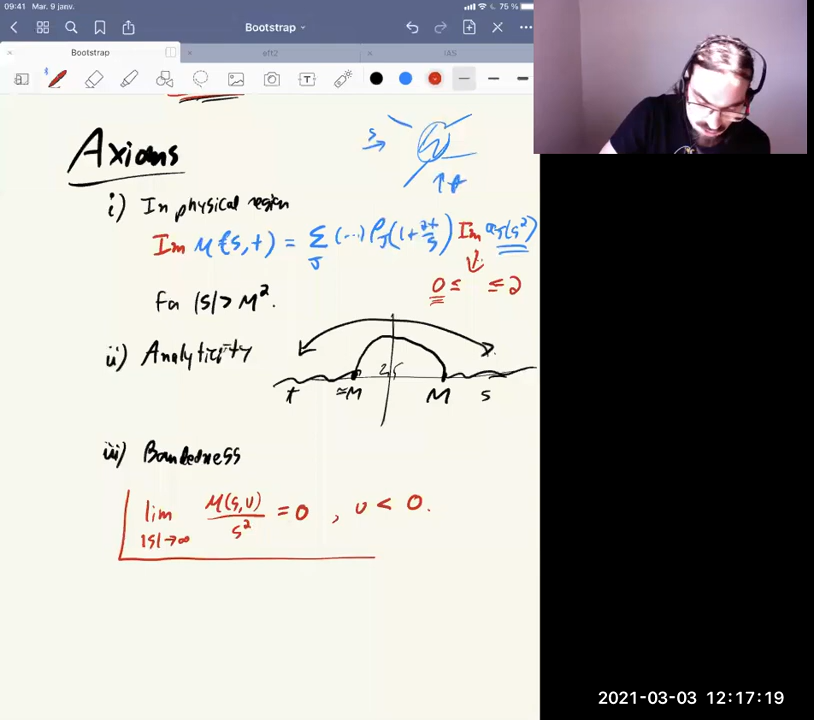 09:41 Mar. 9 janv.
75 %
Bootstrap
Bootstrap
eft2
IAS
Axioms
i) In physical region
Im M(s,t) = Σ_J (...) P_J(1+2t/s) Im a_J(s²)
0 ≤ ≤ 2
For |s| > M².
ii) Analyticity
t ≈M M s
iii) Boundedness
lim |s|→∞ M(s,u)/s² = 0 , u < 0.
2021-03-03 12:17:19